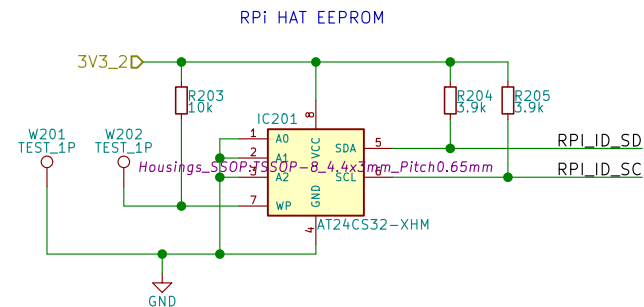 RPi HAT EEPROM
3V3_2
R203
10k
R204
3.9k
R205
3.9k
W201
TEST_1P
W202
TEST_1P
IC201
8
VCC
1
A0
2
A1
3
A2
7
WP
SDA
5
SCL
6
GND
4
Housings_SSOP:TSSOP-8_4.4x3mm_Pitch0.65mm
AT24CS32-XHM
RPI_ID_SD
RPI_ID_SC
GND